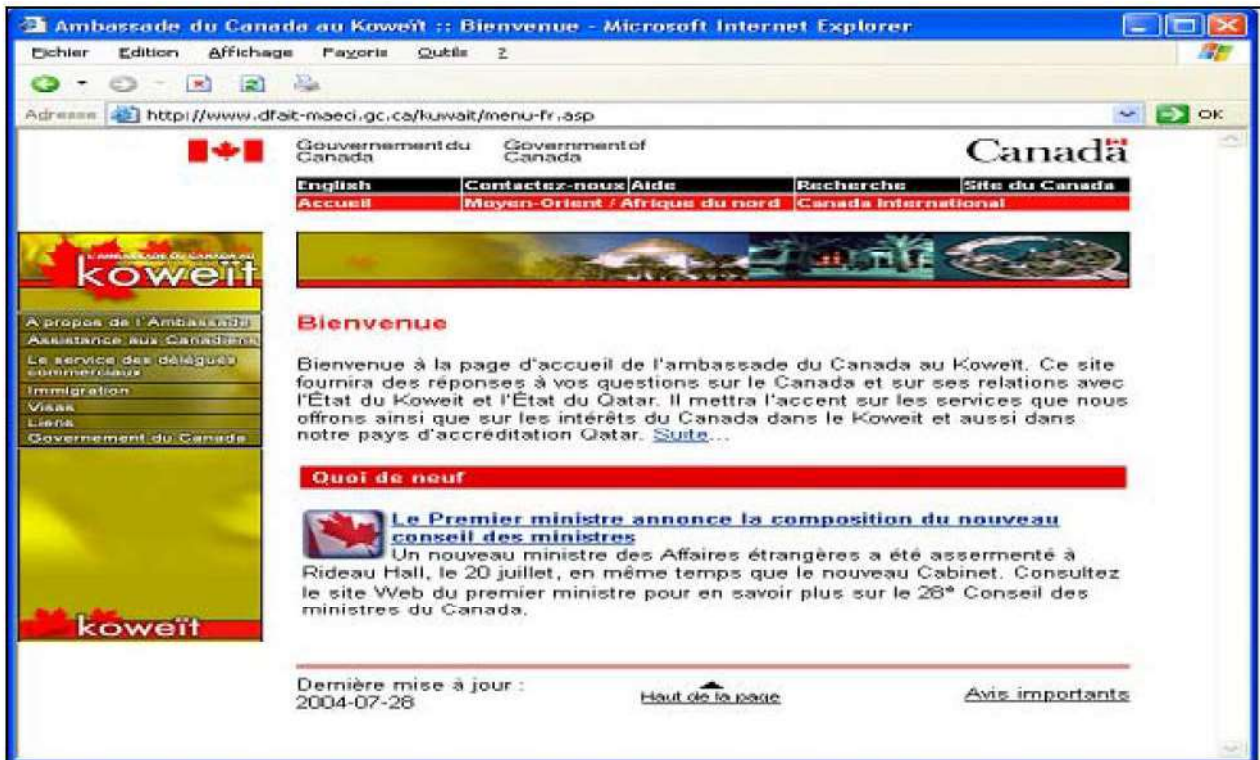 Ambassade du Canada au Koweït :: Bienvenue - Microsoft Internet Explorer
Fichier Edition Affichage Favoris Outils ?
Adresse http://www.dfait-maeci.gc.ca/kuwait/menu-fr.asp OK
Gouvernement du Canada Government of Canada Canada
English Contactez-nous Aide Recherche Site du Canada
Accueil Moyen-Orient / Afrique du nord Canada International
L'AMBASSADE DU CANADA AU
koweït
A propos de l'Ambassade
Assistance aux Canadiens
Le service des délégués
commerciaux
Immigration
Visas
Liens
Governement du Canada
koweït
Bienvenue
Bienvenue à la page d'accueil de l'ambassade du Canada au Koweït. Ce site
fournira des réponses à vos questions sur le Canada et sur ses relations avec
l'État du Koweit et l'État du Qatar. Il mettra l'accent sur les services que nous
offrons ainsi que sur les intérêts du Canada dans le Koweit et aussi dans
notre pays d'accréditation Qatar. Suite...
Quoi de neuf
Le Premier ministre annonce la composition du nouveau
conseil des ministres
Un nouveau ministre des Affaires étrangères a été assermenté à
Rideau Hall, le 20 juillet, en même temps que le nouveau Cabinet. Consultez
le site Web du premier ministre pour en savoir plus sur le 28e Conseil des
ministres du Canada.
Dernière mise à jour :
2004-07-28
Haut de la page
Avis importants